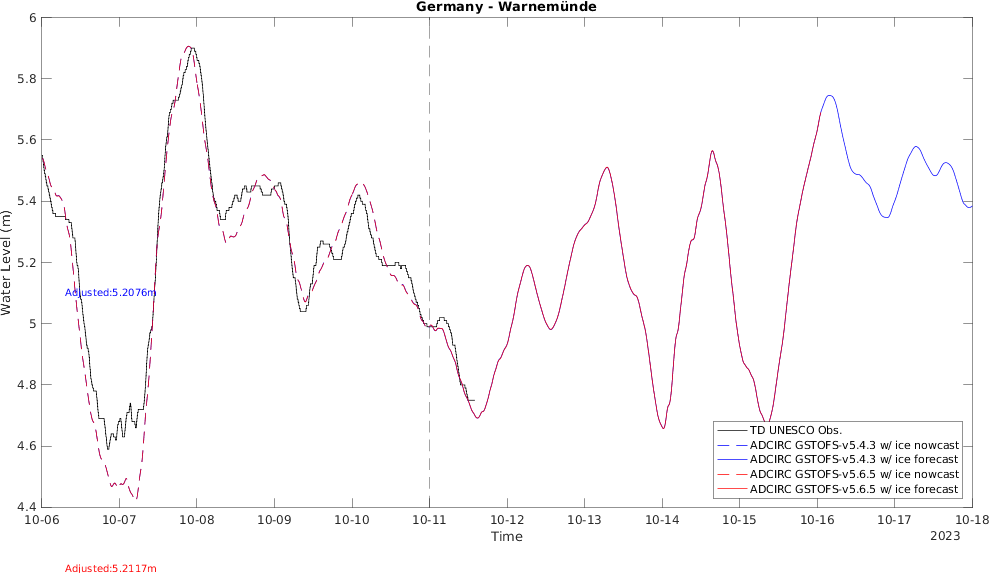 Germany - Warnemünde
6
5.8
5.6
5.4
5.2
5
4.8
4.6
4.4
Water Level (m)
Adjusted:5.2076m
TD UNESCO Obs.
ADCIRC GSTOFS-v5.4.3 w/ ice nowcast
ADCIRC GSTOFS-v5.4.3 w/ ice forecast
ADCIRC GSTOFS-v5.6.5 w/ ice nowcast
ADCIRC GSTOFS-v5.6.5 w/ ice forecast
10-06 10-07 10-08 10-09 10-10 10-11 10-12 10-13 10-14 10-15 10-16 10-17 10-18
Time
2023
Adjusted:5.2117m